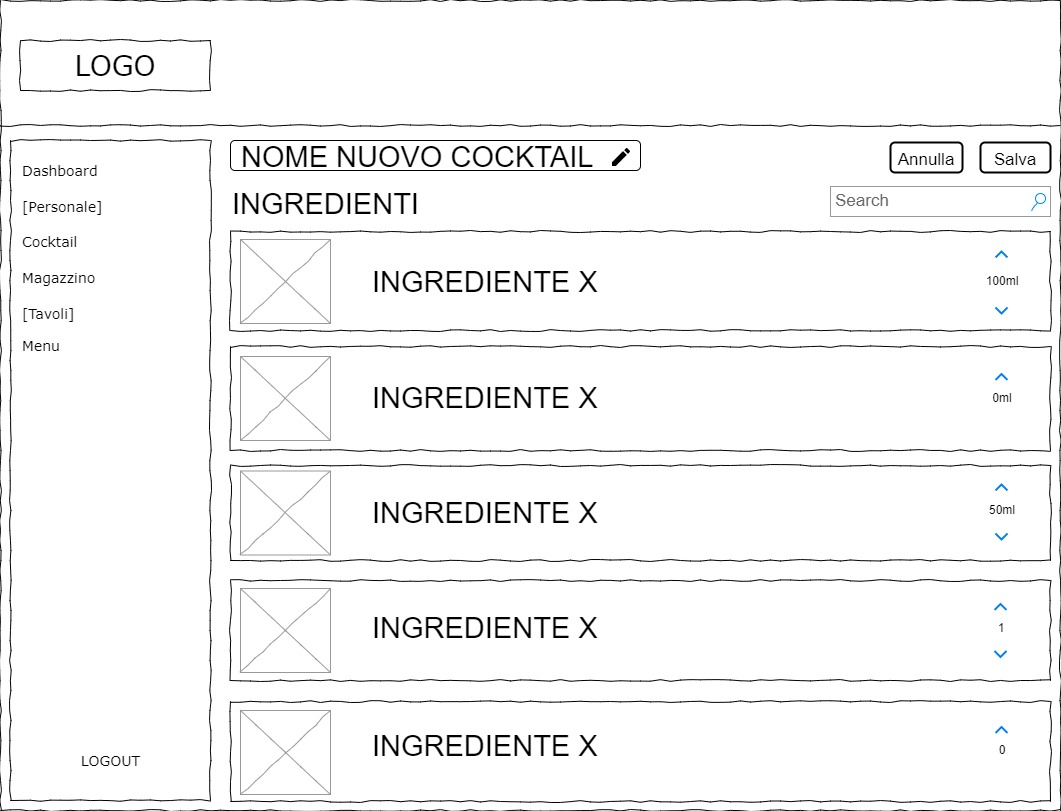 LOGO
Dashboard
[Personale]
Cocktail
Magazzino
[Tavoli]
Menu
LOGOUT
NOME NUOVO COCKTAIL
Annulla
Salva
INGREDIENTI
Search
INGREDIENTE X
100ml
INGREDIENTE X
0ml
INGREDIENTE X
50ml
INGREDIENTE X
1
INGREDIENTE X
0